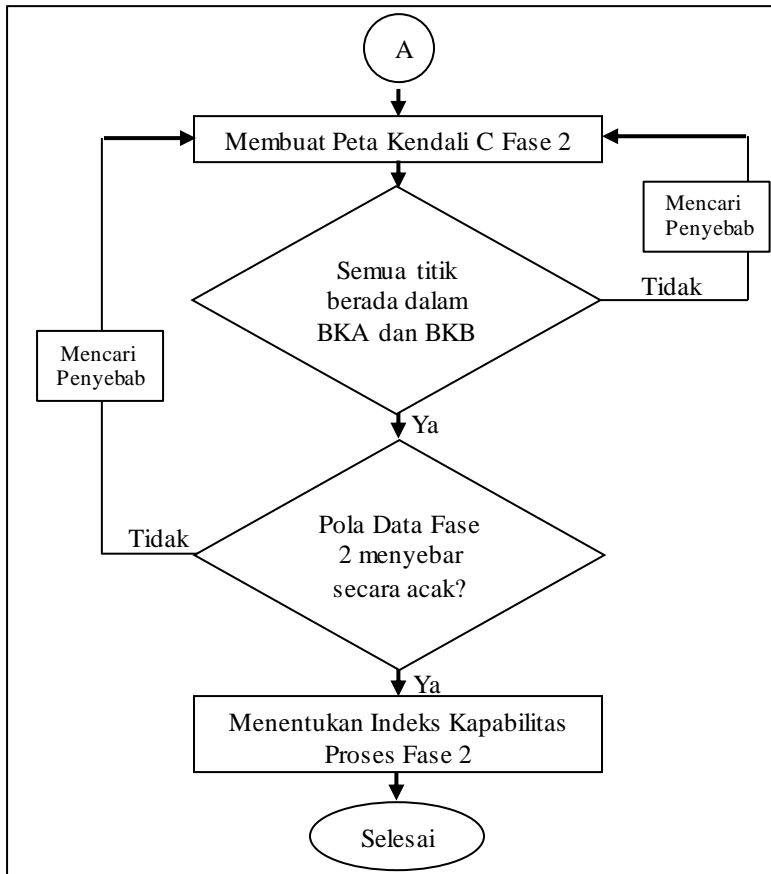 A
Membuat Peta Kendali C Fase 2
Mencari
Penyebab
Semua titik
berada dalam
BKA dan BKB
Tidak
Mencari
Penyebab
Ya
Pola Data Fase
2 menyebar
secara acak?
Tidak
Ya
Menentukan Indeks Kapabilitas
Proses Fase 2
Selesai